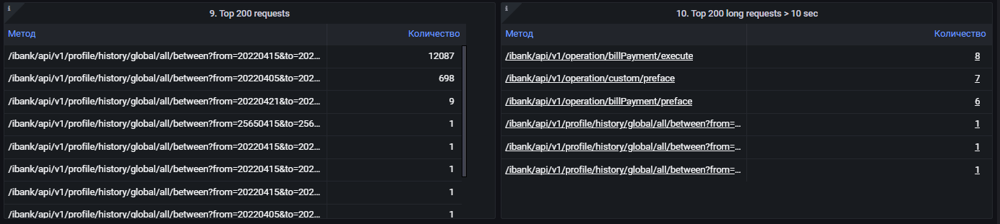 9. Top 200 requests
Метод Количество
/ibank/api/v1/profile/history/global/all/between?from=20220415&to=202... 12087
/ibank/api/v1/profile/history/global/all/between?from=20220405&to=202... 698
/ibank/api/v1/profile/history/global/all/between?from=20220421&to=202... 9
/ibank/api/v1/profile/history/global/all/between?from=25650415&to=256... 1
/ibank/api/v1/profile/history/global/all/between?from=20220415&to=202... 1
/ibank/api/v1/profile/history/global/all/between?from=20220415&to=202... 1
/ibank/api/v1/profile/history/global/all/between?from=20220415&to=202... 1
/ibank/api/v1/profile/history/global/all/between?from=20220405&to=202... 1
10. Top 200 long requests > 10 sec
Метод Количество
/ibank/api/v1/operation/billPayment/execute 8
/ibank/api/v1/operation/custom/preface 7
/ibank/api/v1/operation/billPayment/preface 6
/ibank/api/v1/profile/history/global/all/between?from=... 1
/ibank/api/v1/profile/history/global/all/between?from=... 1
/ibank/api/v1/profile/history/global/all/between?from=... 1